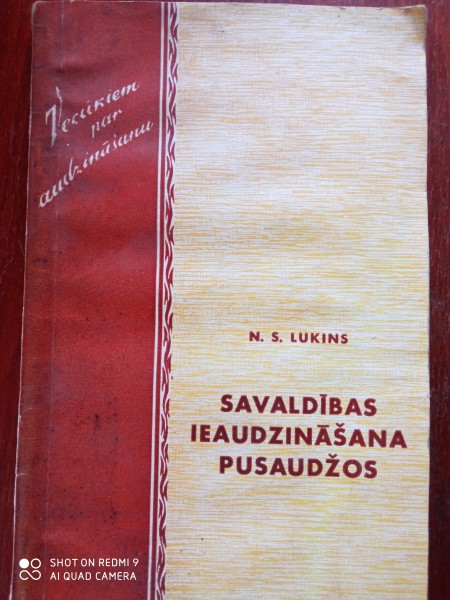 Vecākiem
par
audzināšanu
N. S. LUKINS
SAVALDĪBAS
IEAUDZINĀŠANA
PUSAUDŽOS
SHOT ON REDMI 9
AI QUAD CAMERA